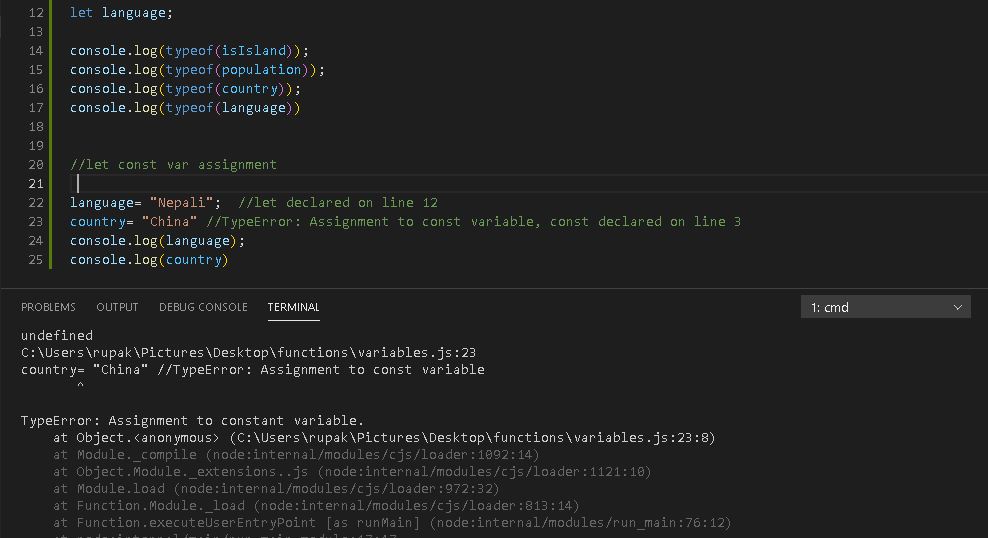 12 let language;
13
14 console.log(typeof(isIsland));
15 console.log(typeof(population));
16 console.log(typeof(country));
17 console.log(typeof(language))
18
19
20 //let const var assignment
21
22 language= "Nepali";  //let declared on line 12
23 country= "China" //TypeError: Assignment to const variable, const declared on line 3
24 console.log(language);
25 console.log(country)
PROBLEMS OUTPUT DEBUG CONSOLE TERMINAL 1: cmd
undefined
C:\Users\rupak\Pictures\Desktop\functions\variables.js:23
country= "China" //TypeError: Assignment to const variable
^
TypeError: Assignment to constant variable.
at Object.<anonymous> (C:\Users\rupak\Pictures\Desktop\functions\variables.js:23:8)
at Module._compile (node:internal/modules/cjs/loader:1092:14)
at Object.Module._extensions..js (node:internal/modules/cjs/loader:1121:10)
at Module.load (node:internal/modules/cjs/loader:972:32)
at Function.Module._load (node:internal/modules/cjs/loader:813:14)
at Function.executeUserEntryPoint [as runMain] (node:internal/modules/run_main:76:12)